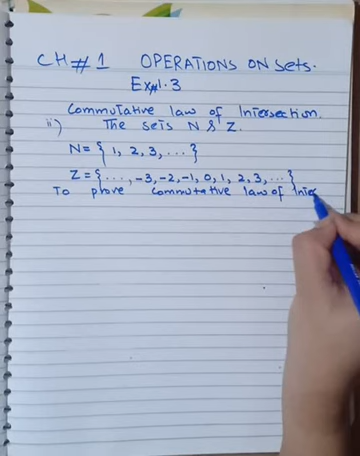 CH # 1 OPERATIONS ON Sets.
Ex# 1.3
Commutative law of Intersection.
ii) The sets N & Z.
N = { 1, 2, 3, ... }
Z = { ..., -3, -2, -1, 0, 1, 2, 3, ... }
To prove commutative law of Inters